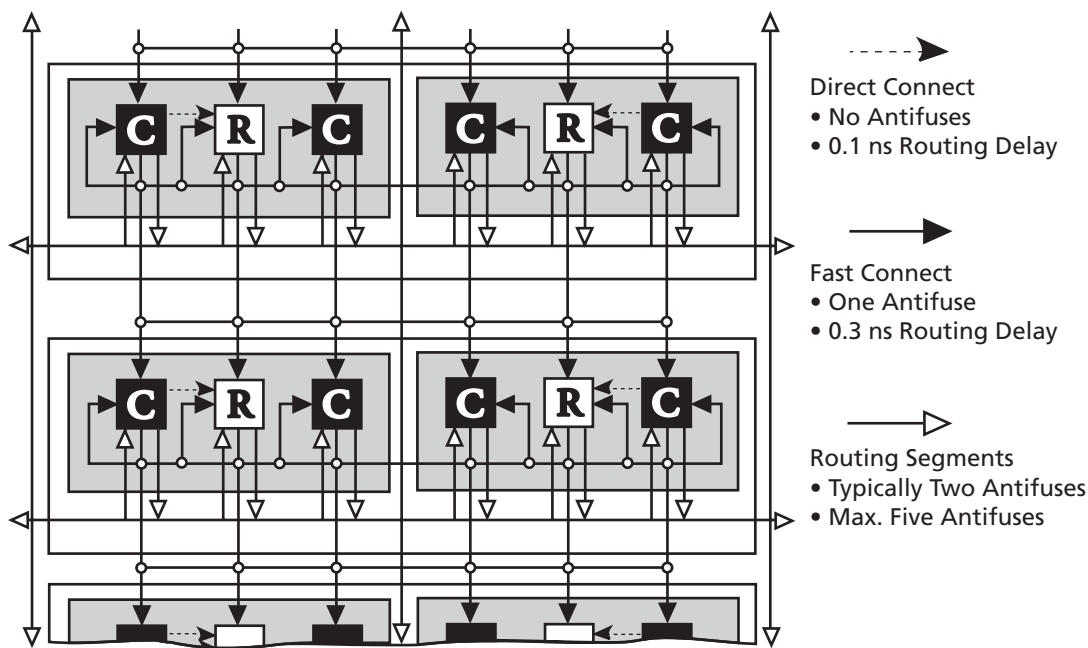 C R C C R C
C R C C R C
Direct Connect
• No Antifuses
• 0.1 ns Routing Delay
Fast Connect
• One Antifuse
• 0.3 ns Routing Delay
Routing Segments
• Typically Two Antifuses
• Max. Five Antifuses